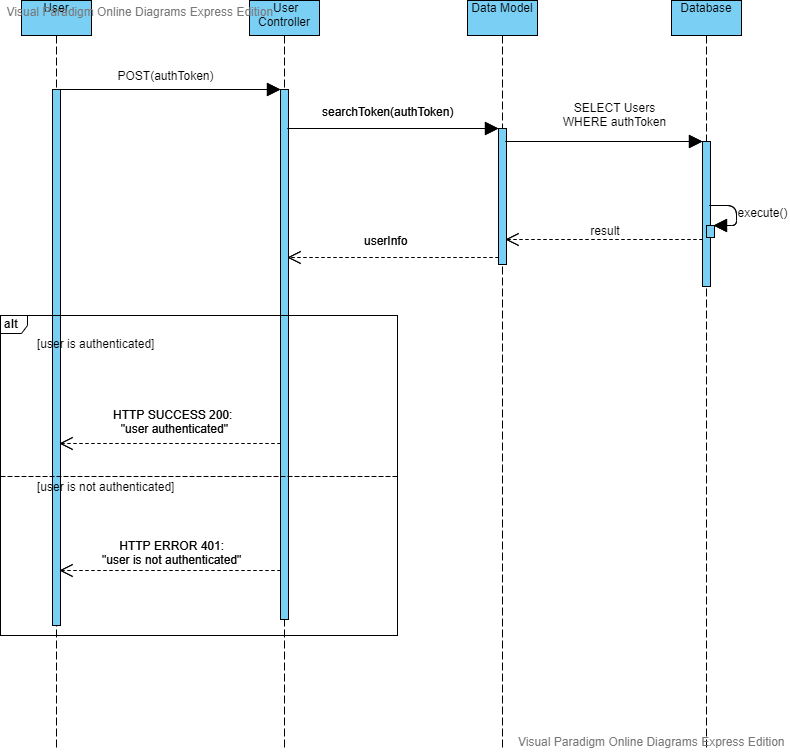 Visual Paradigm Online Diagrams Express Edition
User
User
Controller
Data Model
Database
POST(authToken)
searchToken(authToken)
SELECT Users
WHERE authToken
execute()
result
userInfo
alt
[user is authenticated]
HTTP SUCCESS 200:
"user authenticated"
[user is not authenticated]
HTTP ERROR 401:
"user is not authenticated"
Visual Paradigm Online Diagrams Express Edition